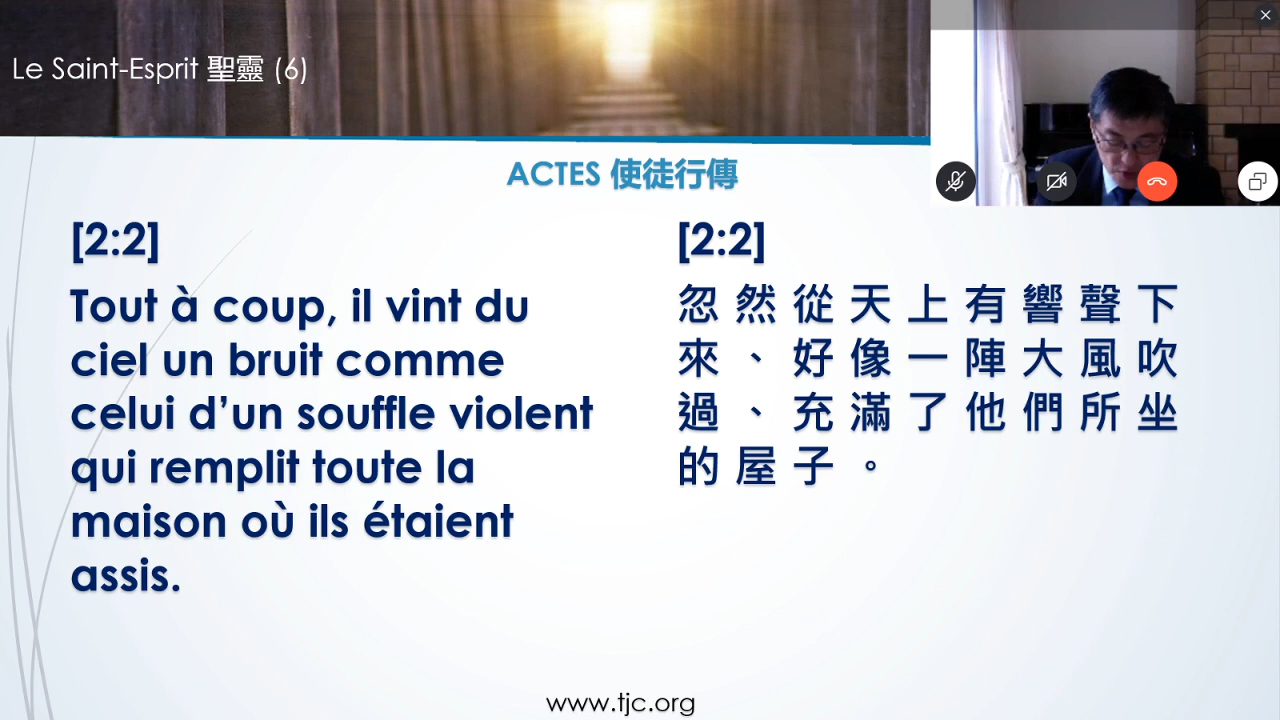 Le Saint-Esprit 聖靈 (6)
ACTES 使徒行傳
[2:2]
Tout à coup, il vint du
ciel un bruit comme
celui d’un souffle violent
qui remplit toute la
maison où ils étaient
assis.
[2:2]
忽然從天上有響聲下
來、好像一陣大風吹
過、充滿了他們所坐
的屋子。
www.tjc.org